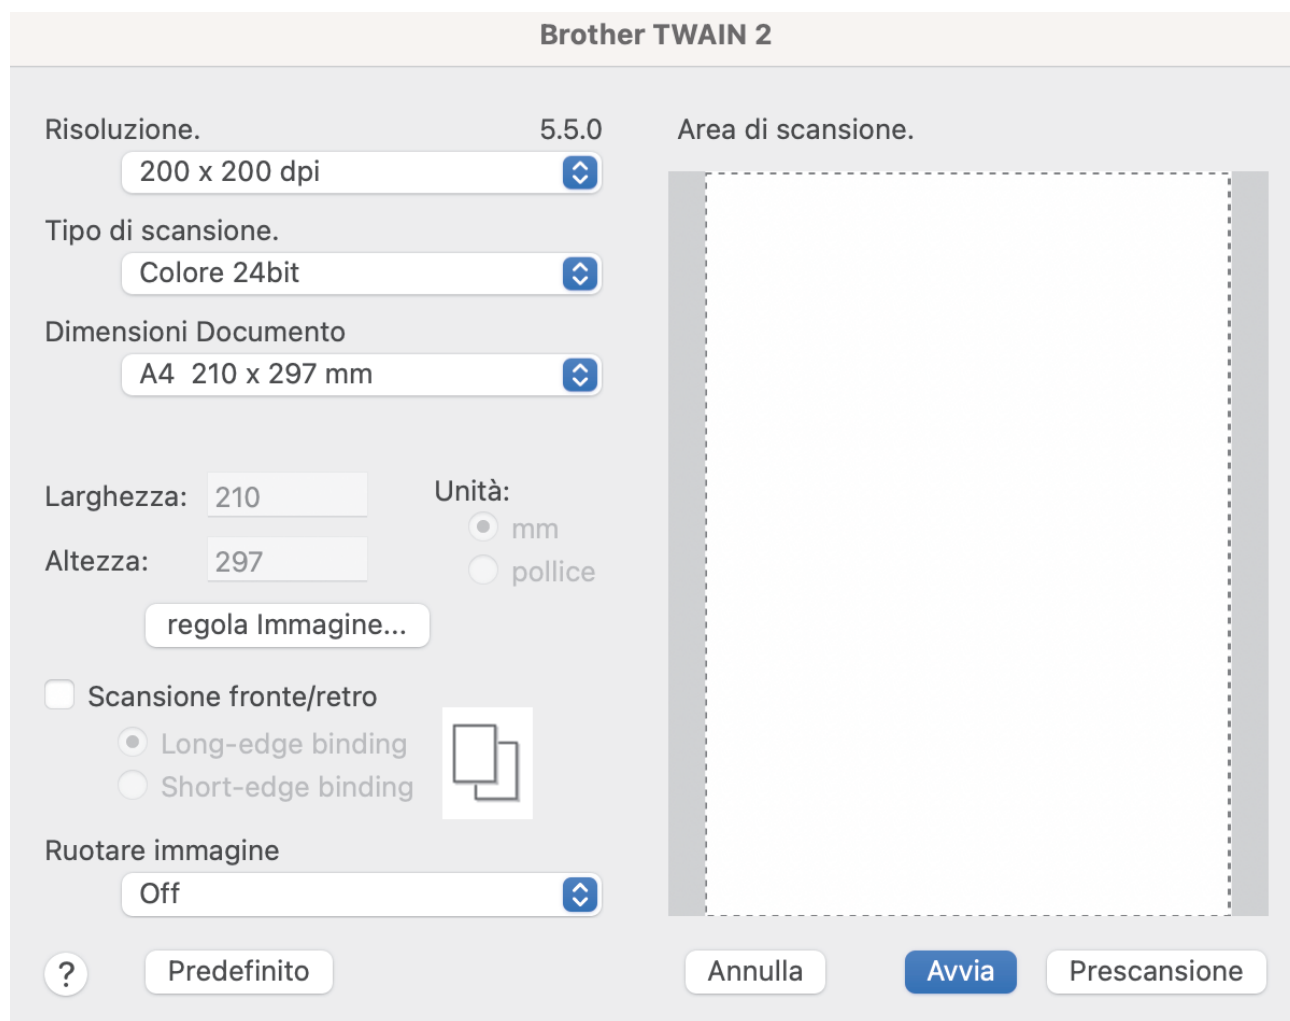 Brother TWAIN 2
Risoluzione. 5.5.0
200 x 200 dpi
Tipo di scansione.
Colore 24bit
Dimensioni Documento
A4 210 x 297 mm
Larghezza: 210
Altezza: 297
Unità:
mm
pollice
regola Immagine...
Scansione fronte/retro
Long-edge binding
Short-edge binding
Ruotare immagine
Off
? Predefinito
Area di scansione.
Annulla Avvia Prescansione